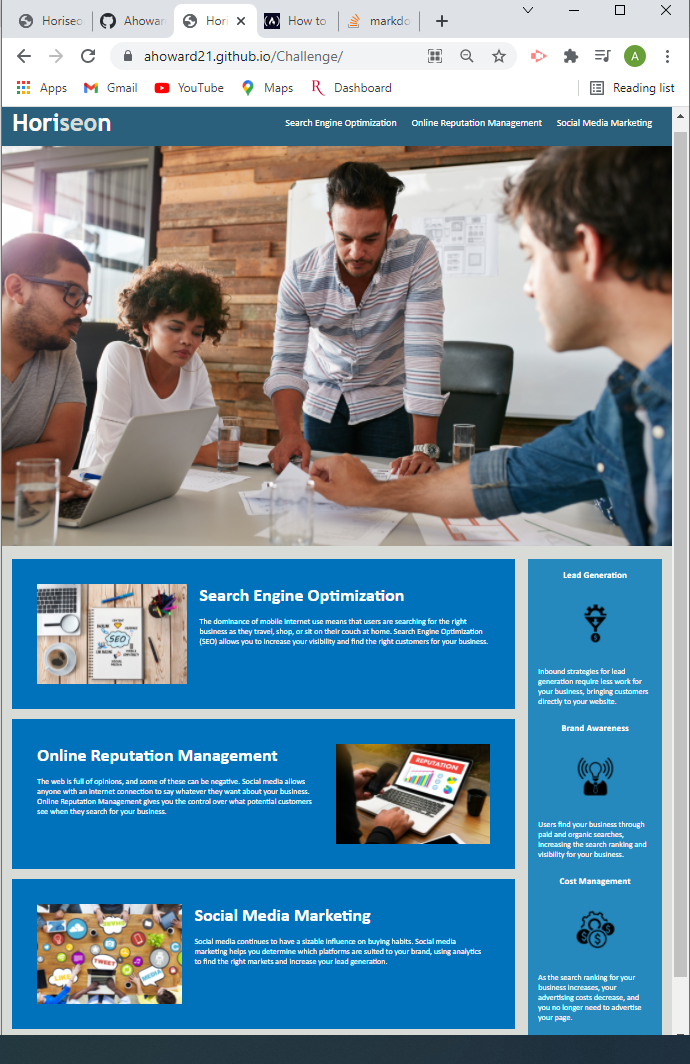 Horiseo
Ahowar
Hori
How to
markdo
ahoward21.github.io/Challenge/
A
Apps
Gmail
YouTube
Maps
R
Dashboard
Reading list
Horiseon
Search Engine Optimization
Online Reputation Management
Social Media Marketing
SEO
Search Engine Optimization
The dominance of mobile internet use means that users are searching for the right
business as they travel, shop, or sit on their couch at home. Search Engine Optimization
(SEO) allows you to increase your visibility and find the right customers for your business.
Online Reputation Management
The web is full of opinions, and some of these can be negative. Social media allows
anyone with an internet connection to say whatever they want about your business.
Online Reputation Management gives you the control over what potential customers
see when they search for your business.
REPUTATION
TWEET
LIKE
MEDIA
Social Media Marketing
Social media continues to have a sizable influence on buying habits. Social media
marketing helps you determine which platforms are suited to your brand, using analytics
to find the right markets and increase your lead generation.
Lead Generation
Inbound strategies for lead
generation require less work for
your business, bringing customers
directly to your website.
Brand Awareness
Users find your business through
paid and organic searches,
increasing the search ranking and
visibility for your business.
Cost Management
As the search ranking for your
business increases, your
advertising costs decrease, and
you no longer need to advertise
your page.